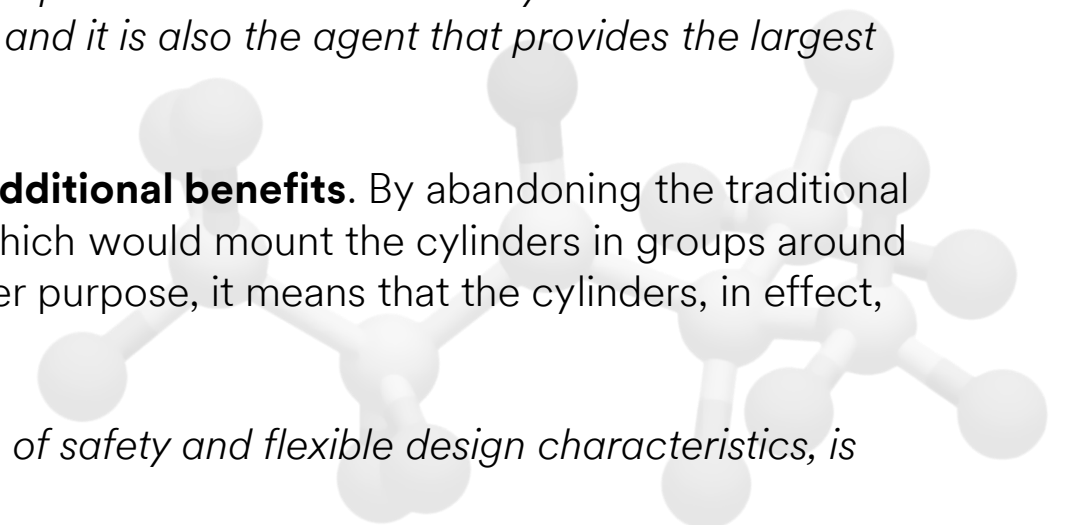 and it is also the agent that provides the largest
dditional benefits. By abandoning the traditional
hich would mount the cylinders in groups around
er purpose, it means that the cylinders, in effect,
of safety and flexible design characteristics, is